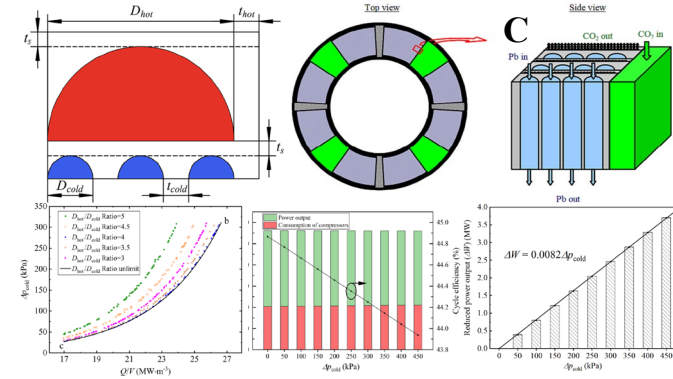 D_hot
t_hot
t_s
t_s
D_cold
t_cold
Top view
C
Side view
CO₂ out
CO₂ in
Pb in
Pb out
Δp_cold (kPa)
350
300
250
200
150
100
50
0
D_hot/D_cold Ratio=5
D_hot/D_cold Ratio=4.5
D_hot/D_cold Ratio=4
D_hot/D_cold Ratio=3.5
D_hot/D_cold Ratio=3
D_hot/D_cold Ratio unlimit
b
c
17 19 21 23 25 27
Q/V (MW·m⁻³)
Power output
Consumption of compressors
45.0
44.8
44.6
44.4
44.2
44.0
43.8
Cycle efficiency (%)
0 50 100 150 200 250 300 350 400 450
Δp_cold (kPa)
Reduced power output (ΔW) (MW)
4.0
3.5
3.0
2.5
2.0
1.5
1.0
0.5
0.0
ΔW = 0.0082Δp_cold
0 50 100 150 200 250 300 350 400 450
Δp_cold (kPa)